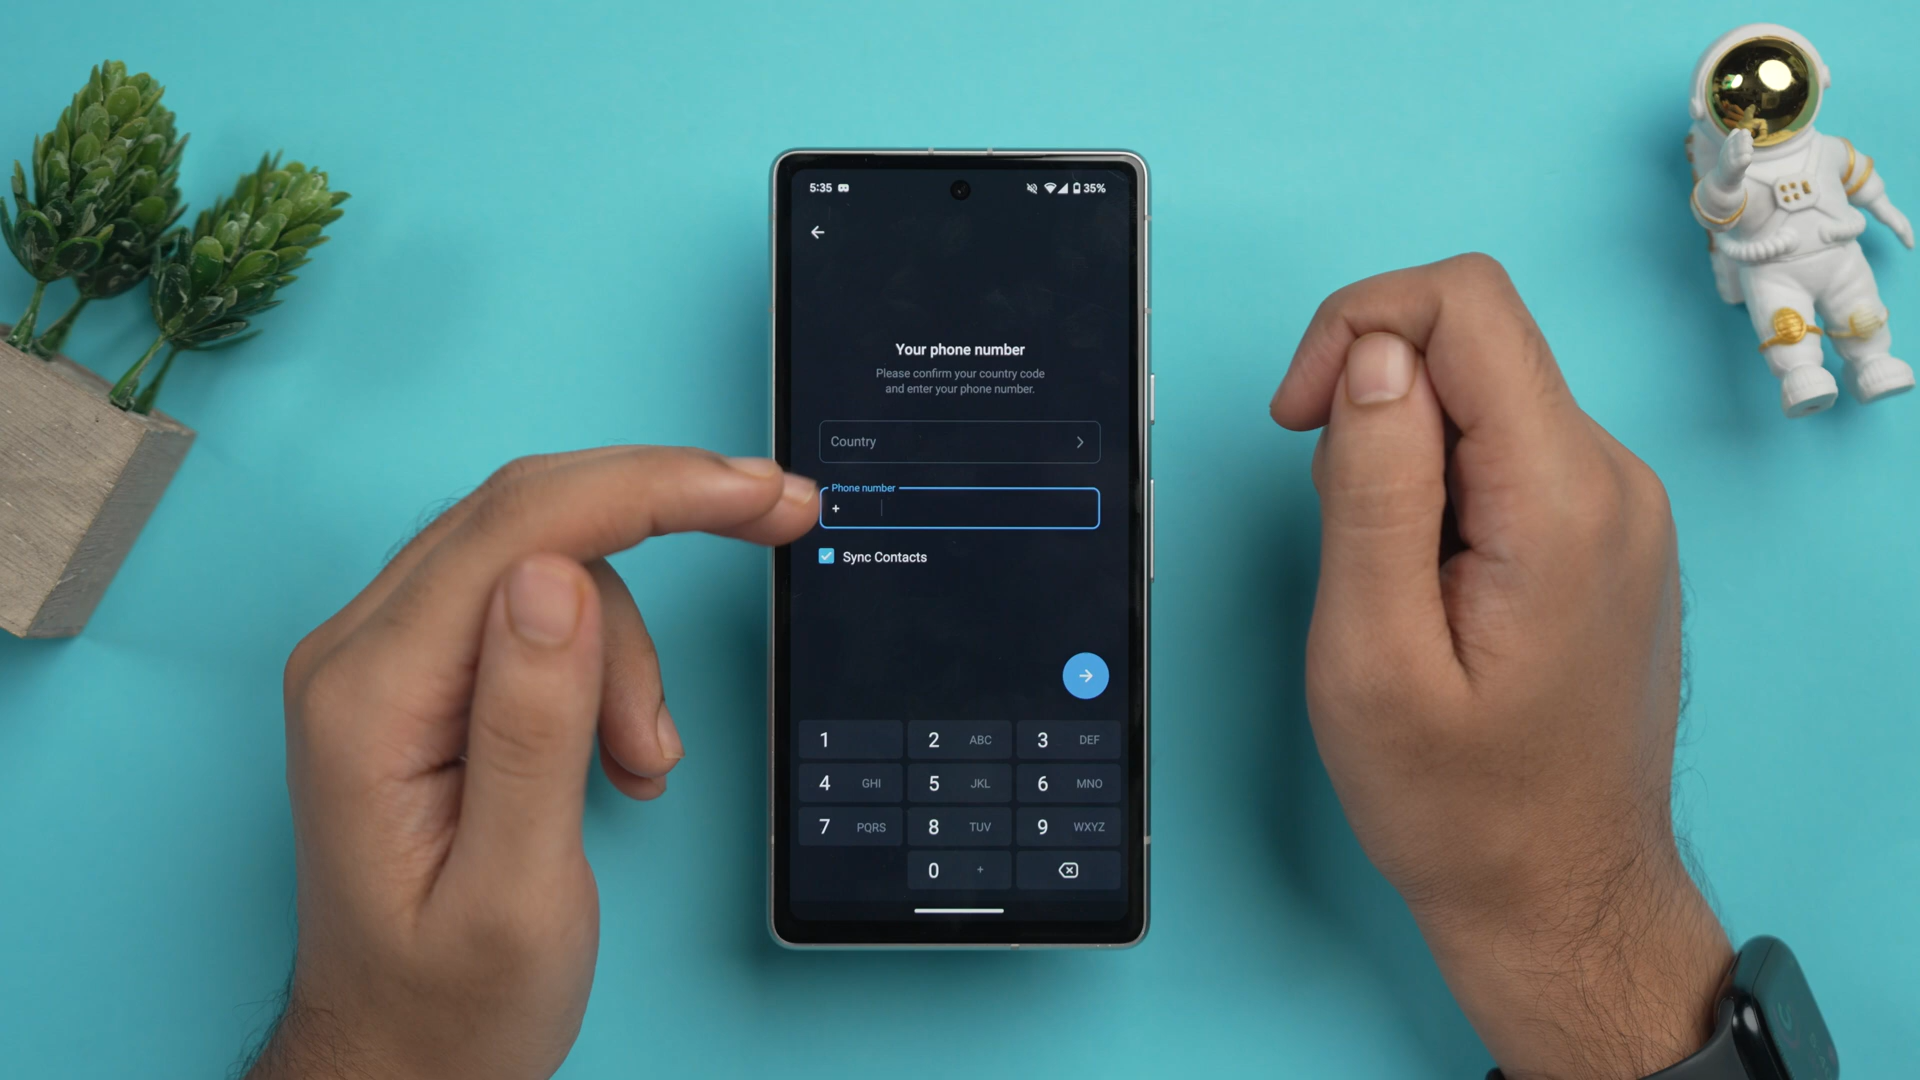 5:35
35%
Your phone number
Please confirm your country code
and enter your phone number.
Country
Phone number
+
Sync Contacts
1
2 ABC
3 DEF
4 GHI
5 JKL
6 MNO
7 PQRS
8 TUV
9 WXYZ
0 +